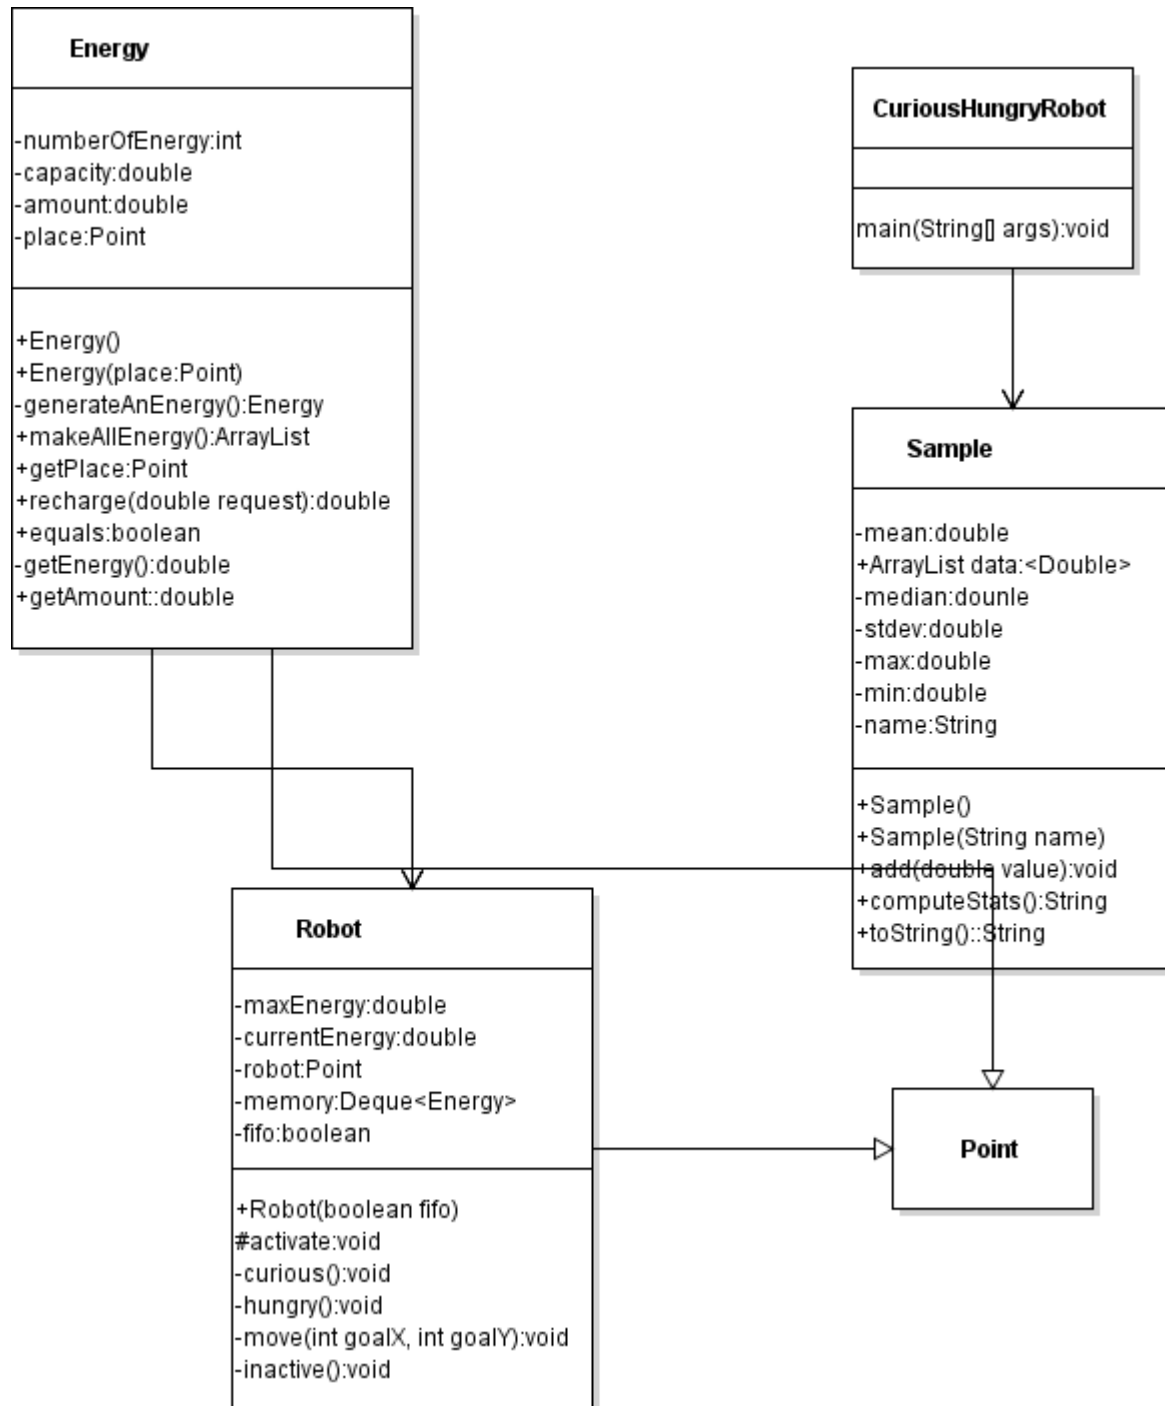 Energy
-numberOfEnergy:int
-capacity:double
-amount:double
-place:Point
+Energy()
+Energy(place:Point)
-generateAnEnergy():Energy
+makeAllEnergy():ArrayList
+getPlace:Point
+recharge(double request):double
+equals:boolean
-getEnergy():double
+getAmount::double
CuriousHungryRobot
main(String[] args):void
Sample
-mean:double
+ArrayList data:<Double>
-median:dounle
-stdev:double
-max:double
-min:double
-name:String
+Sample()
+Sample(String name)
+add(double value):void
+computeStats():String
+toString()::String
Robot
-maxEnergy:double
-currentEnergy:double
-robot:Point
-memory:Deque<Energy>
-fifo:boolean
+Robot(boolean fifo)
#activate:void
-curious():void
-hungry():void
-move(int goalX, int goalY):void
-inactive():void
Point